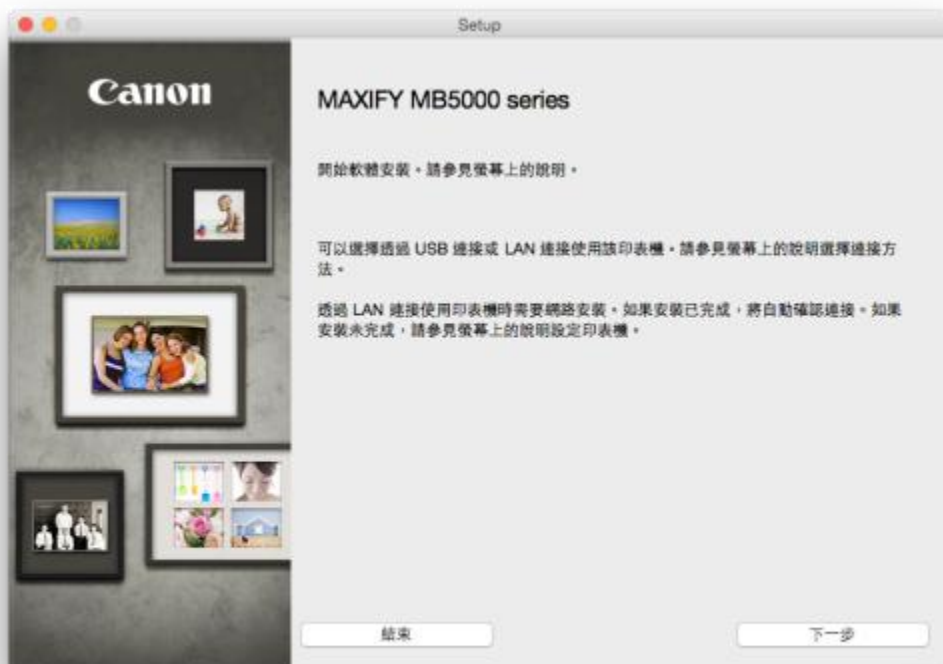 Setup
Canon
MAXIFY MB5000 series
開始軟體安裝。請參見螢幕上的說明。
可以選擇透過 USB 連接或 LAN 連接使用該印表機。請參見螢幕上的說明選擇連接方
法。
透過 LAN 連接使用印表機時需要網路安裝。如果安裝已完成，將自動確認連接。如果
安裝未完成，請參見螢幕上的說明設定印表機。
結束
下一步